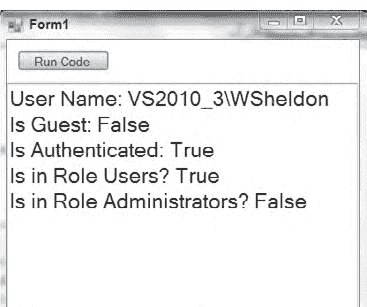 Form1
Run Code
User Name: VS2010_3\WSheldon
Is Guest: False
Is Authenticated: True
Is in Role Users? True
Is in Role Administrators? False